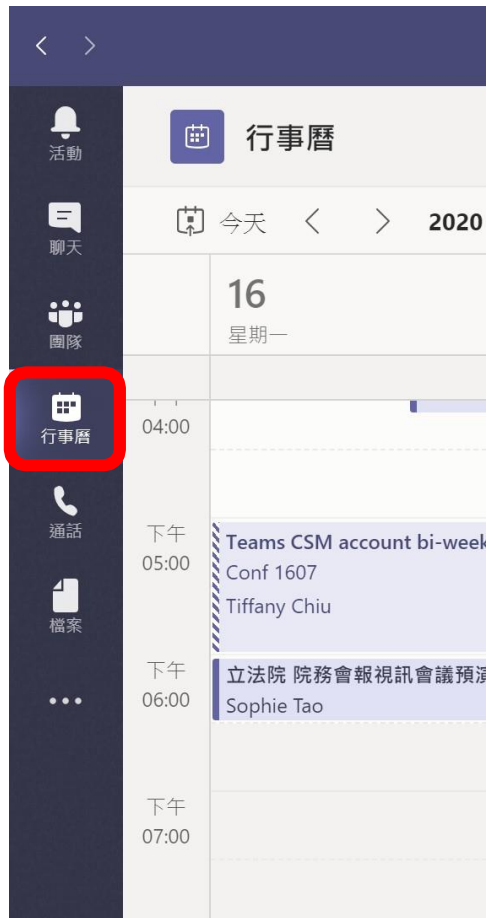 活動
聊天
團隊
行事曆
通話
檔案
行事曆
今天
2020
16
星期一
04:00
下午
05:00
Teams CSM account bi-week
Conf 1607
Tiffany Chiu
下午
06:00
立法院 院務會報視訊會議預演
Sophie Tao
下午
07:00